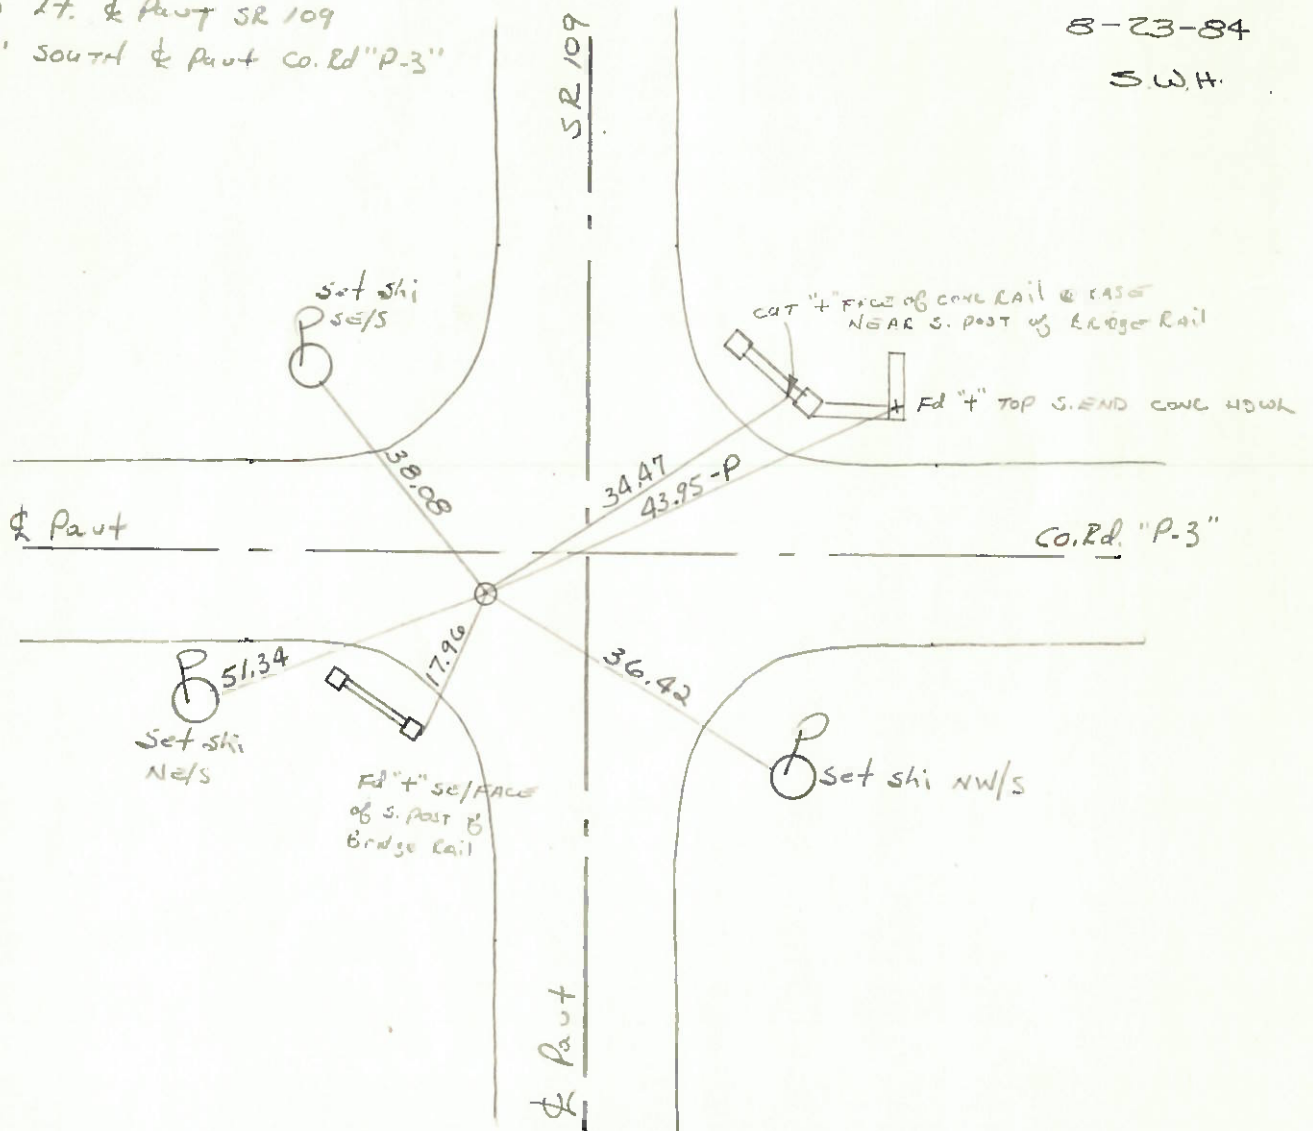 Lt. ℄ Pavt SR 109
' SOUTH ℄ Pavt Co. Rd "P-3"
8-23-84
S.W.H.
SR 109
Set shi
SE/S
CUT "+" FACE of CONC RAIL @ BASE
NEAR S. POST of BRIDGE RAIL
Fd "+" TOP S. END CONC HDWL
38.08
34.47
43.95-P
℄ Pavt
Co. Rd. "P-3"
51.34
17.96
36.42
Set shi
NE/S
Set shi NW/S
Fd "+" SE/FACE
of S. POST of
Bridge Rail
℄ Pavt